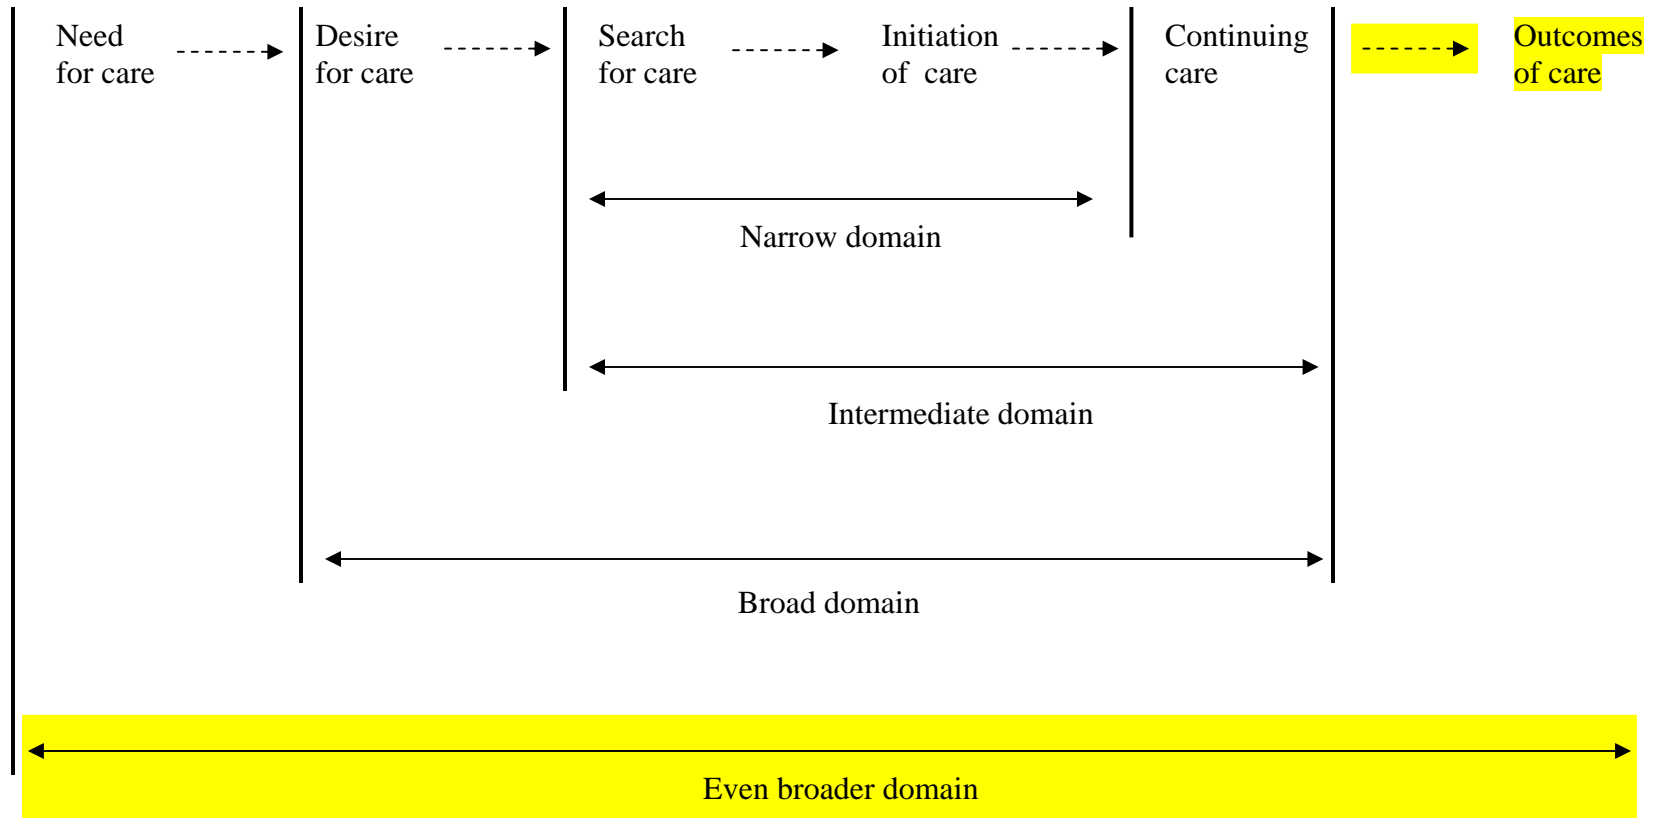 Need
for care
Desire
for care
Search
for care
Initiation
of care
Continuing
care
Outcomes
of care
Narrow domain
Intermediate domain
Broad domain
Even broader domain